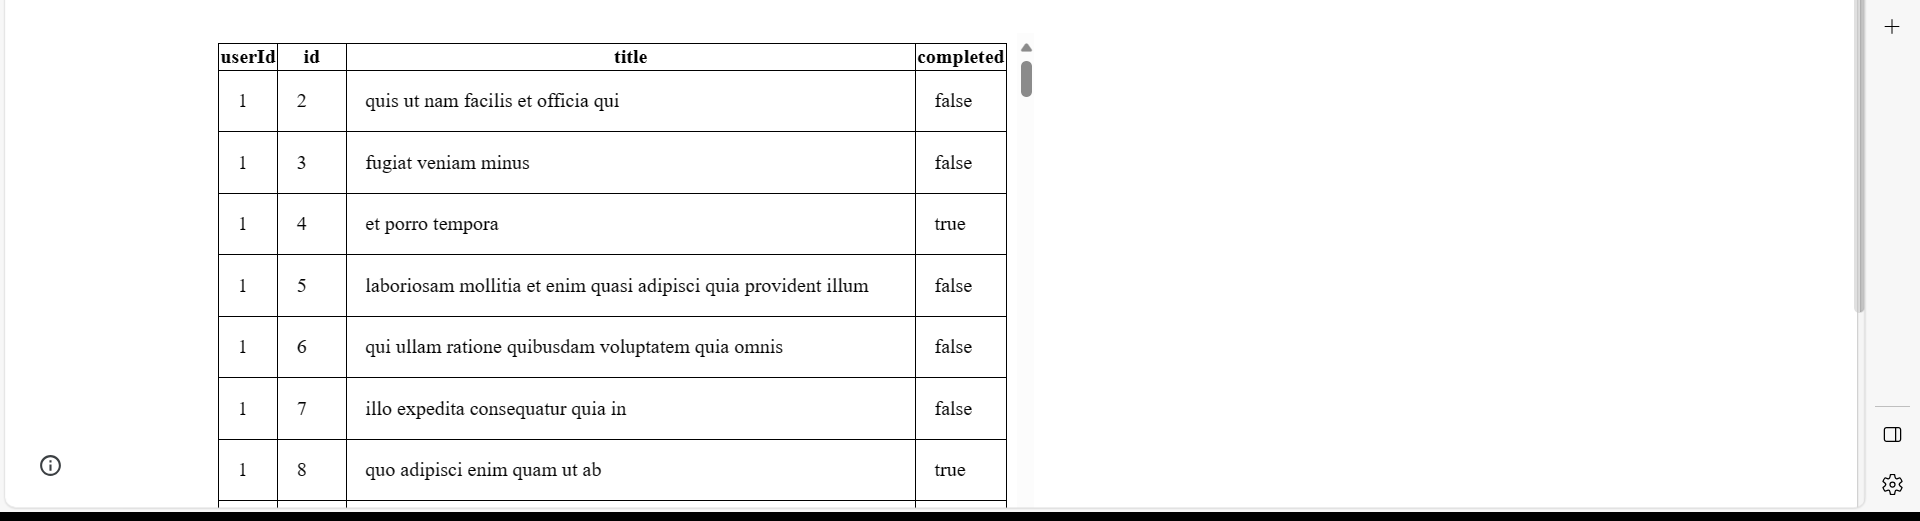 userId id title completed
1 2 quis ut nam facilis et officia qui false
1 3 fugiat veniam minus false
1 4 et porro tempora true
1 5 laboriosam mollitia et enim quasi adipisci quia provident illum false
1 6 qui ullam ratione quibusdam voluptatem quia omnis false
1 7 illo expedita consequatur quia in false
1 8 quo adipisci enim quam ut ab true